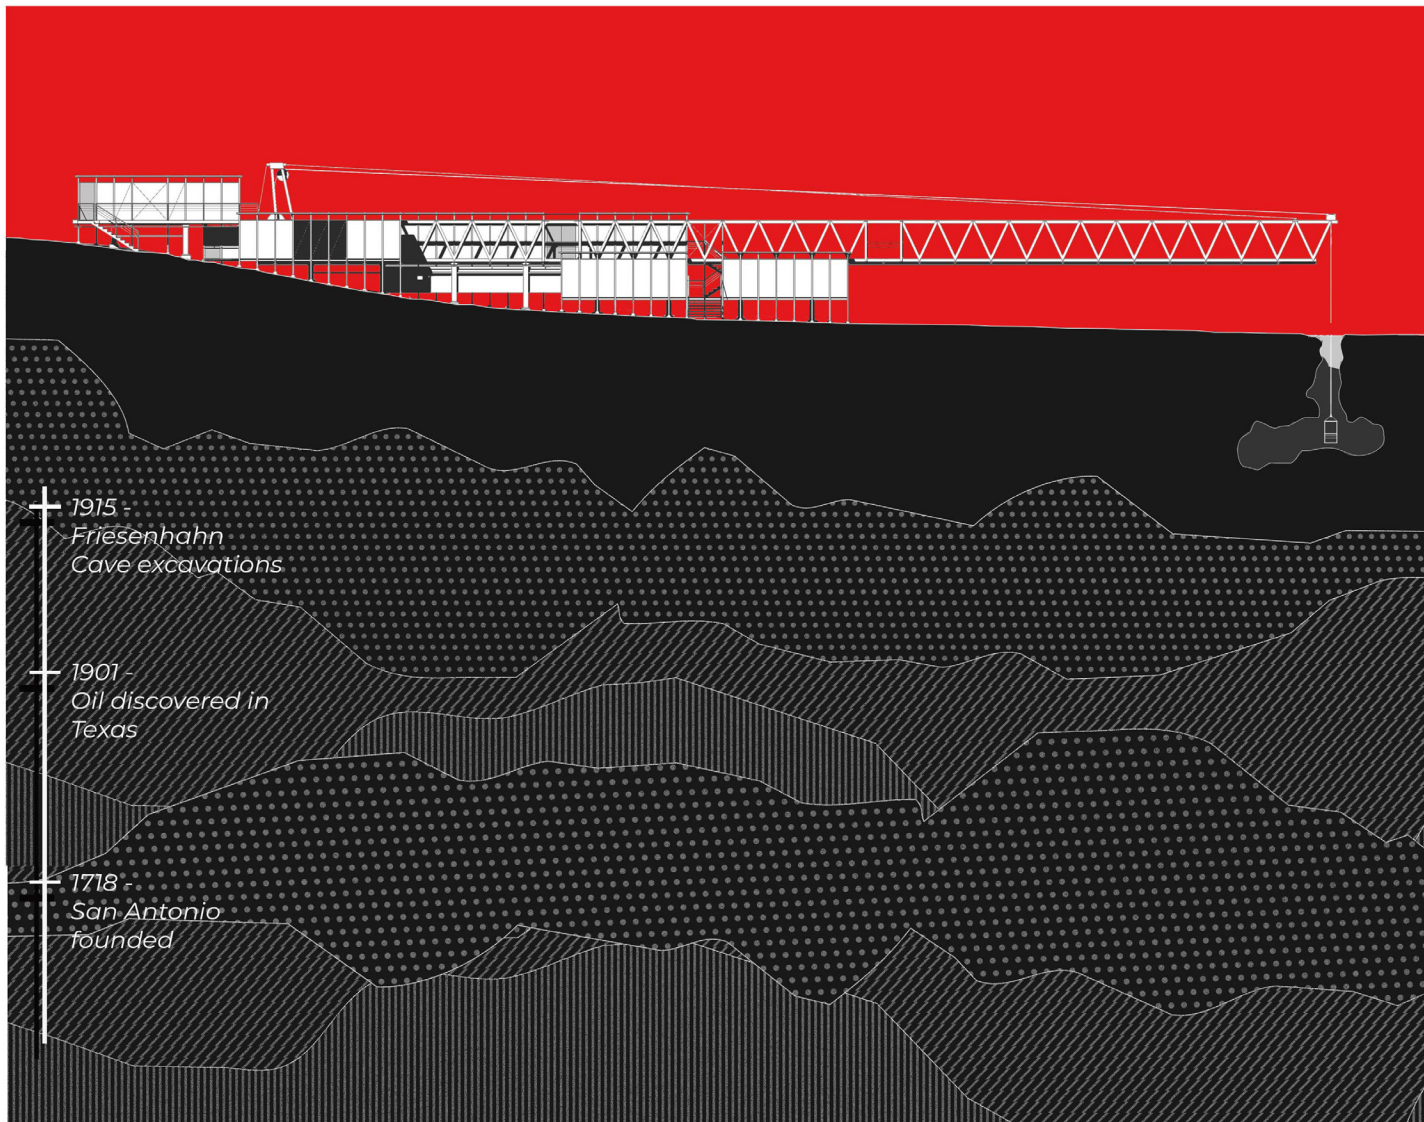 1915 -
Friesenhahn
Cave excavations
1901 -
Oil discovered in
Texas
1718 -
San Antonio
founded